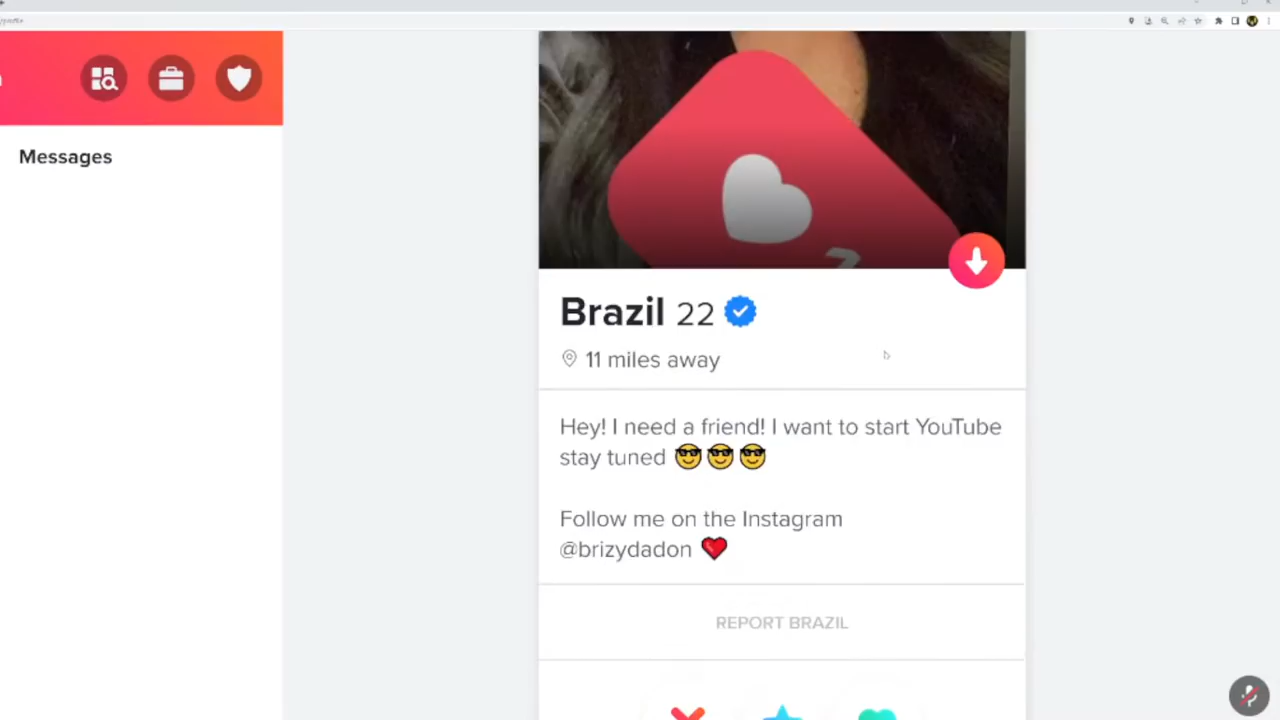 Messages
Brazil 22
11 miles away
Hey! I need a friend! I want to start YouTube
stay tuned 😎😎😎
Follow me on the Instagram
@brizydadon ❤️
REPORT BRAZIL